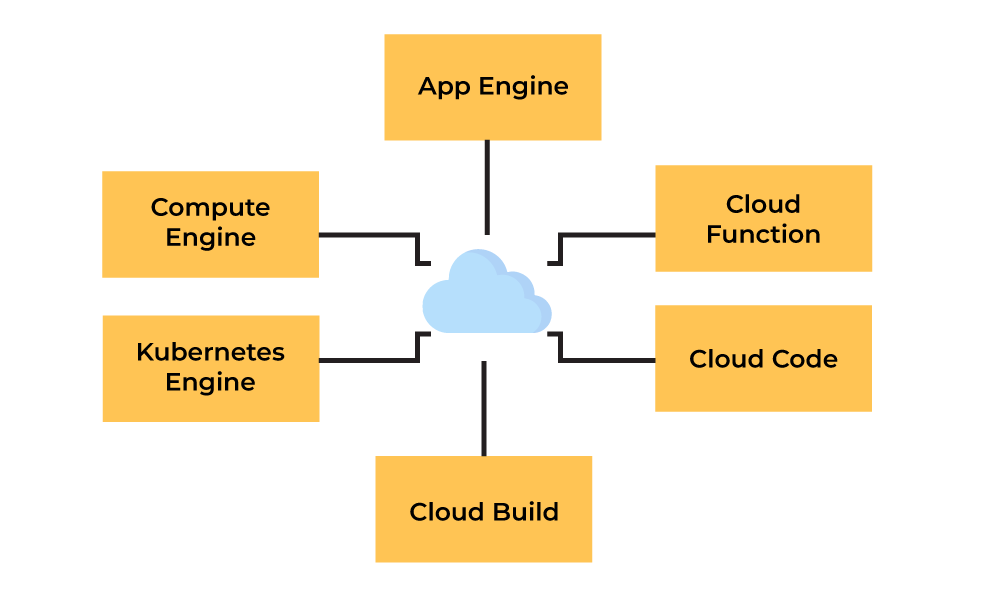 App Engine
Compute
Engine
Cloud
Function
Kubernetes
Engine
Cloud Code
Cloud Build